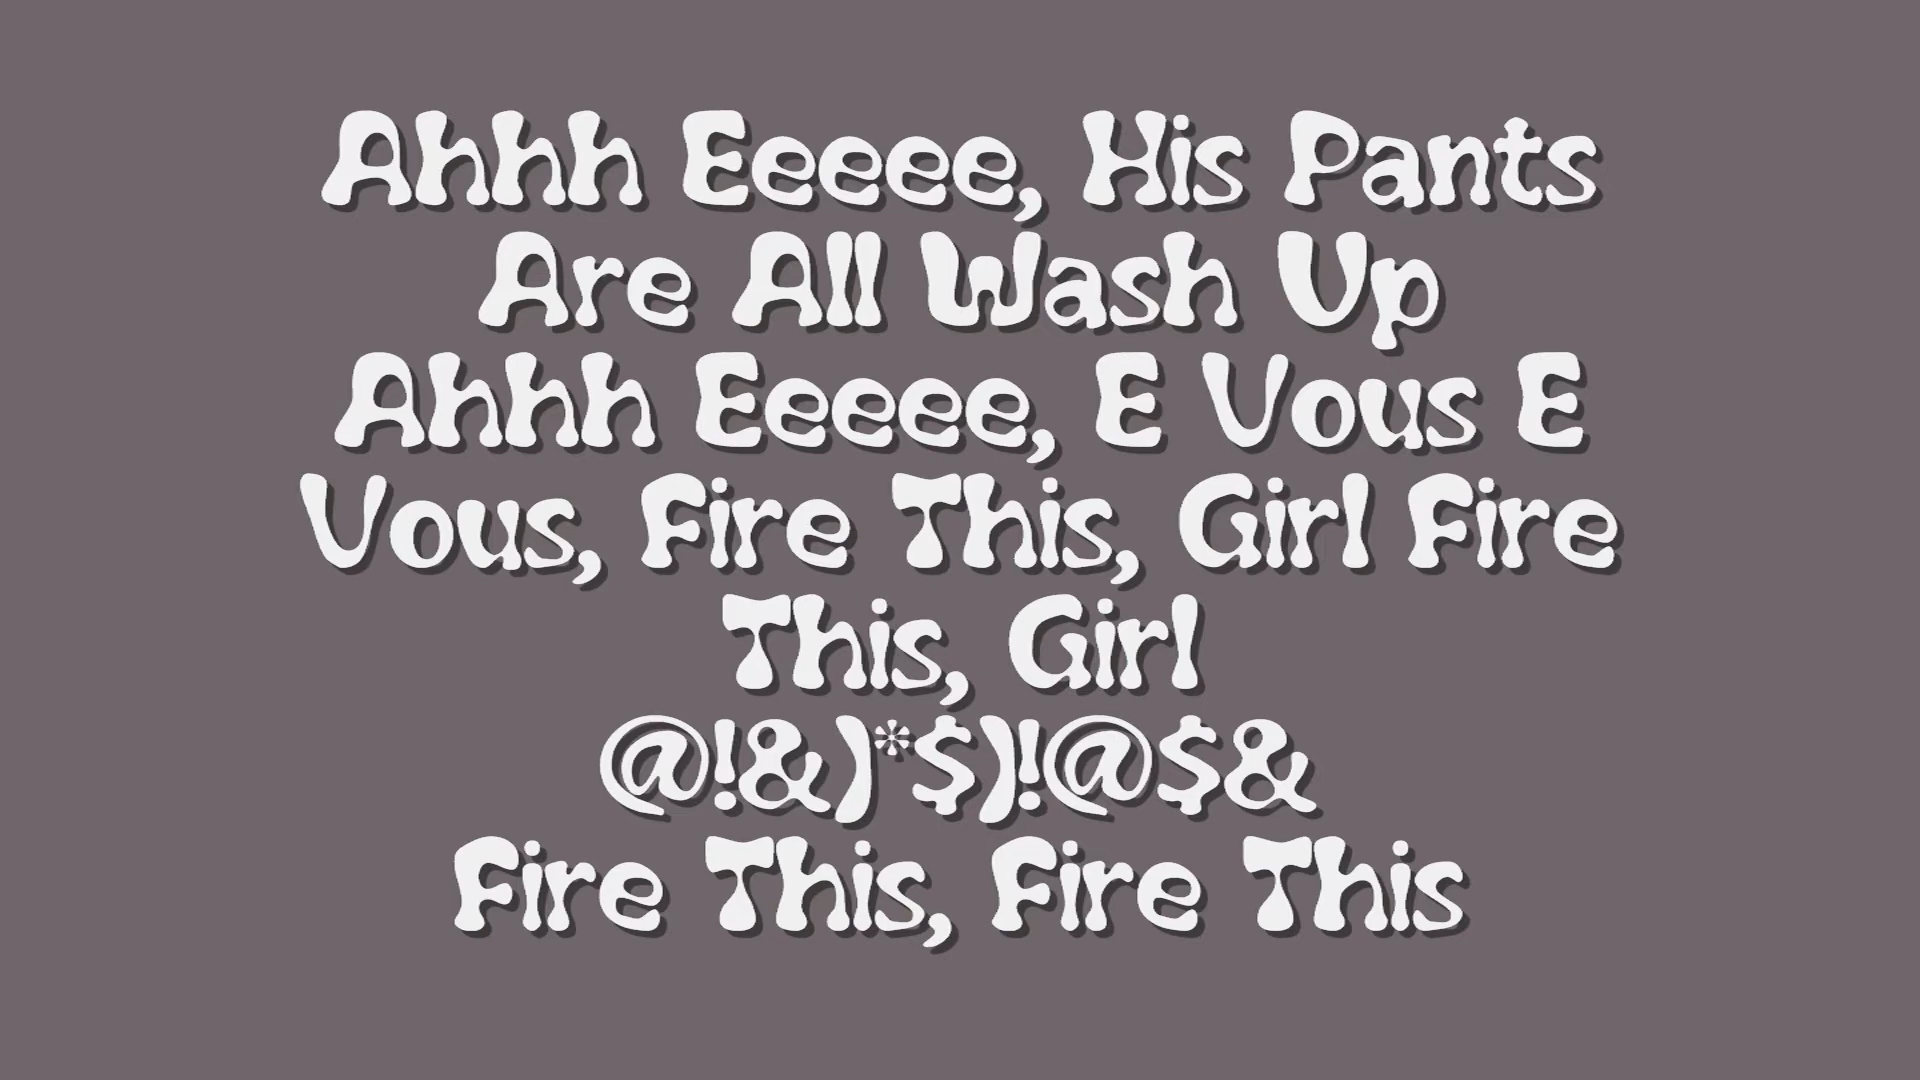 Ahhh Eeeee, His Pants
Are All Wash Up
Ahhh Eeeee, E Vous E
Vous, Fire This, Girl Fire
This, Girl
@!&)*$)!@$&
Fire This, Fire This